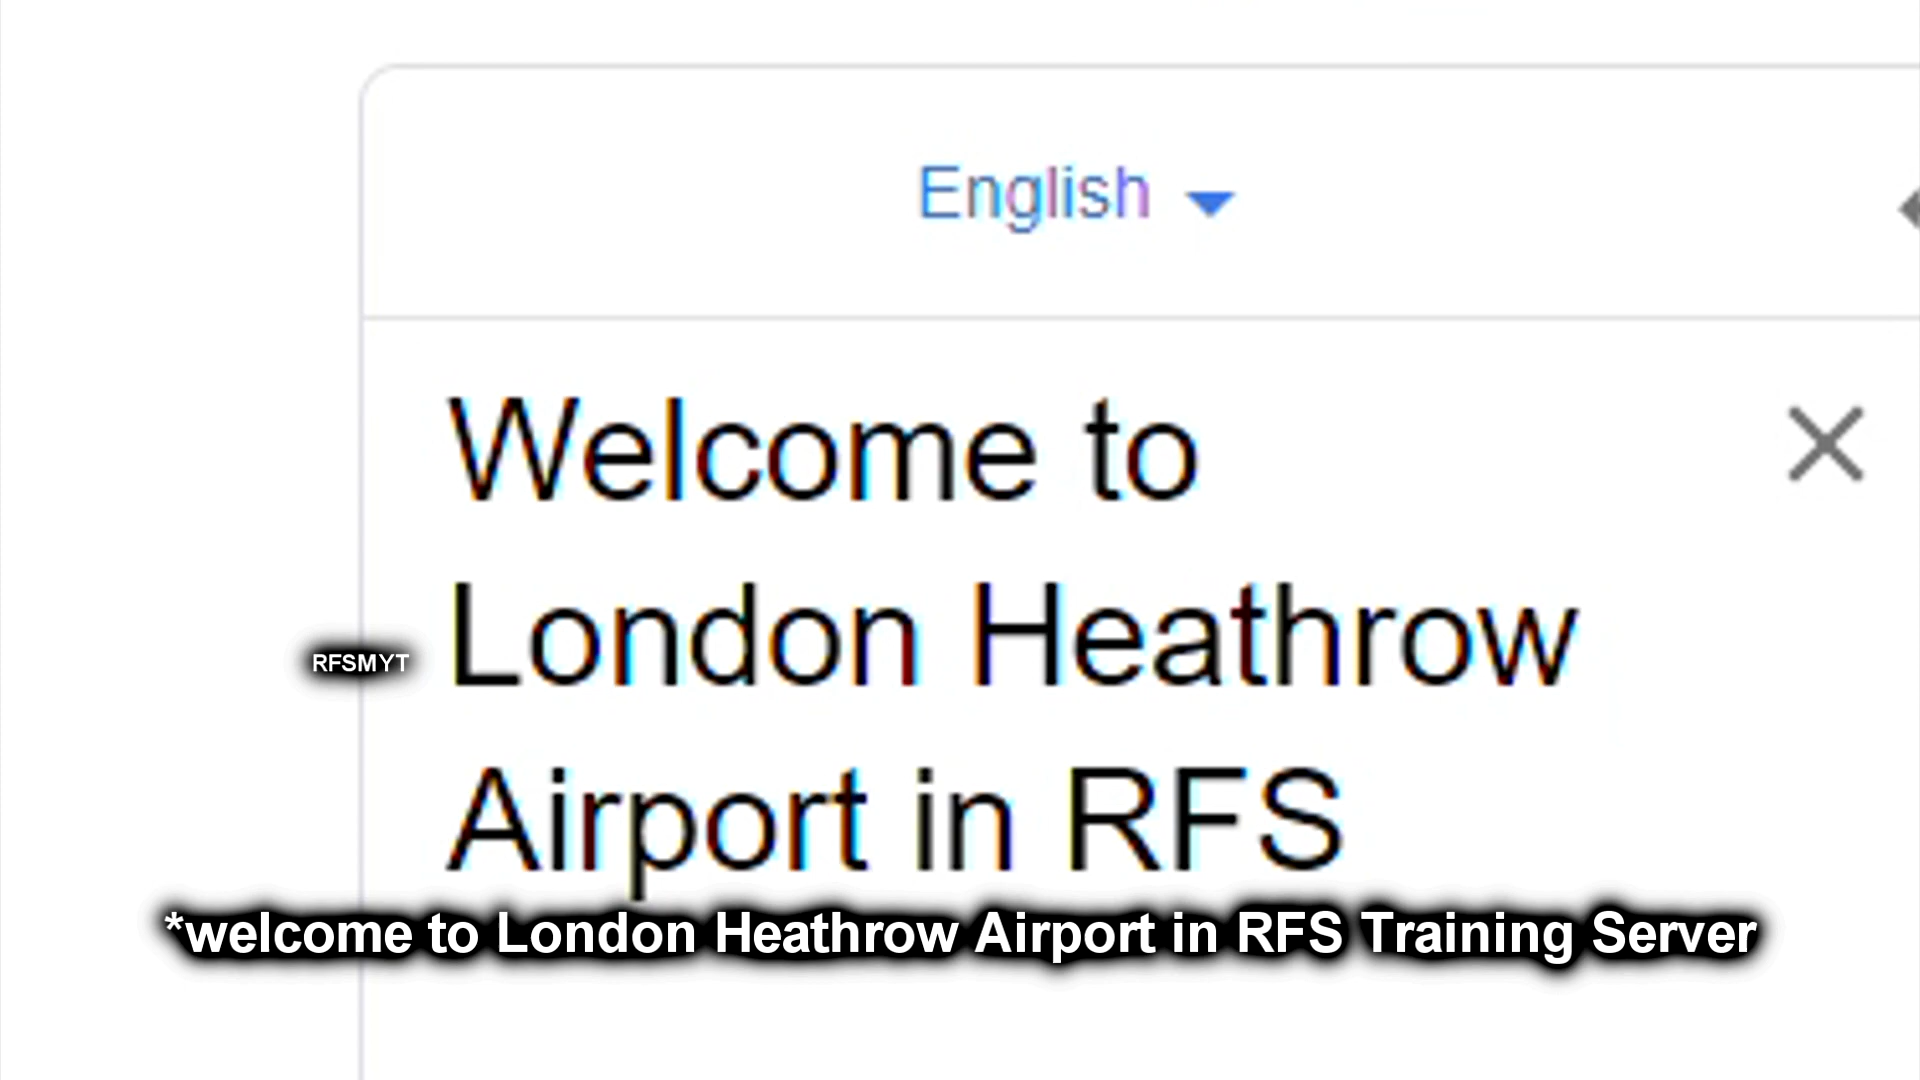 English
Welcome to
London Heathrow
RFSMYT
Airport in RFS
*welcome to London Heathrow Airport in RFS Training Server